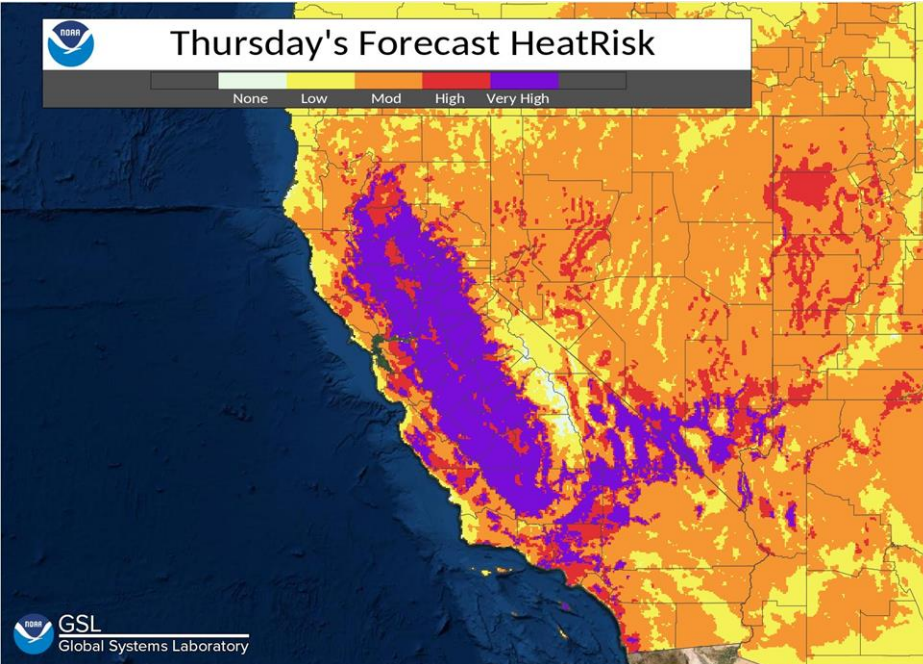 NOAA
Thursday's Forecast HeatRisk
None Low Mod High Very High
NOAA
GSL
Global Systems Laboratory